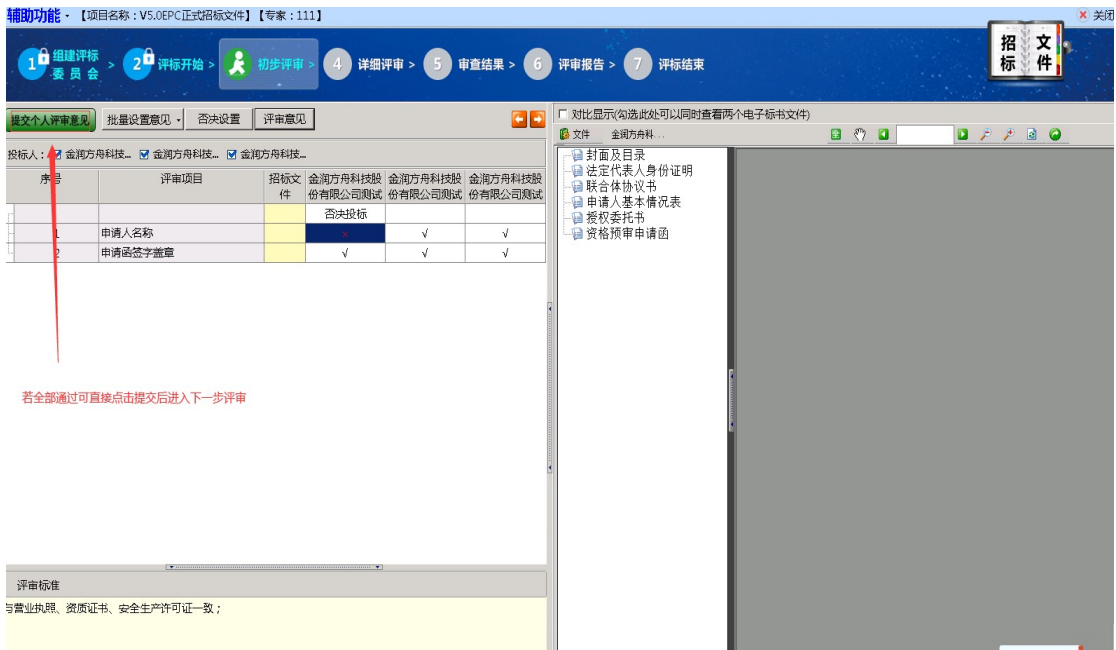 辅助功能 【项目名称：V5.0EPC正式招标文件】【专家：111】 关闭
1 组建评标委员会 > 2 评标开始 > 初步评审 > 4 详细评审 > 5 审查结果 > 6 评审报告 > 7 评标结束
招标文件
提交个人评审意见 批量设置意见 否决设置 评审意见
对比显示(勾选此处可以同时查看两个电子标书文件)
文件 金润方舟科...
投标人： 金润方舟科技... 金润方舟科技... 金润方舟科技...
序号 评审项目 招标文件 金润方舟科技股份有限公司测试 金润方舟科技股份有限公司测试 金润方舟科技股份有限公司测试
否决投标
1 申请人名称 × √ √
2 申请函签字盖章 √ √ √
封面及目录
法定代表人身份证明
联合体协议书
申请人基本情况表
授权委托书
资格预审申请函
若全部通过可直接点击提交后进入下一步评审
评审标准
与营业执照、资质证书、安全生产许可证一致；